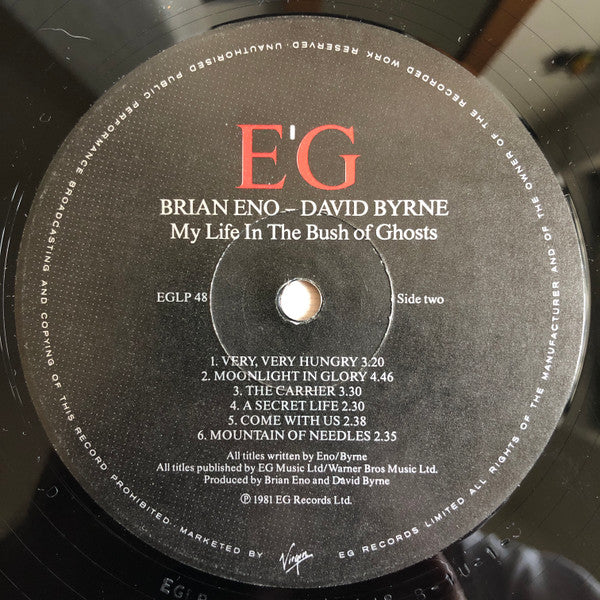 E'G
BRIAN ENO – DAVID BYRNE
My Life In The Bush of Ghosts
EGLP 48
Side two
1. VERY, VERY HUNGRY 3.20
2. MOONLIGHT IN GLORY 4.46
3. THE CARRIER 3.30
4. A SECRET LIFE 2.30
5. COME WITH US 2.38
6. MOUNTAIN OF NEEDLES 2.35
All titles written by Eno/Byrne
All titles published by EG Music Ltd/Warner Bros Music Ltd.
Produced by Brian Eno and David Byrne
℗ 1981 EG Records Ltd.
MARKETED BY Virgin EG RECORDS LIMITED ALL RIGHTS OF THE MANUFACTURER AND OF THE OWNER OF THE RECORDED WORK RESERVED. UNAUTHORISED PUBLIC PERFORMANCE BROADCASTING AND COPYING OF THIS RECORD PROHIBITED.
EGLP